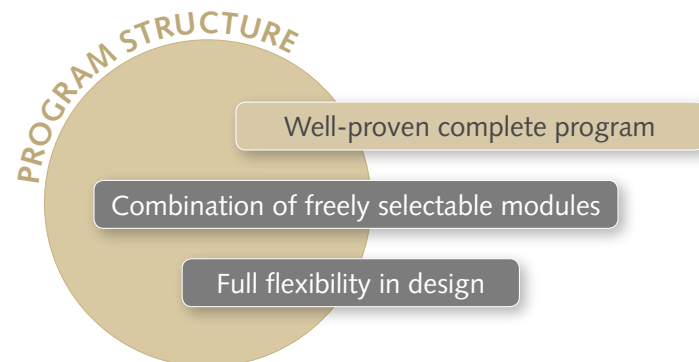 PROGRAM STRUCTURE
Well-proven complete program
Combination of freely selectable modules
Full flexibility in design